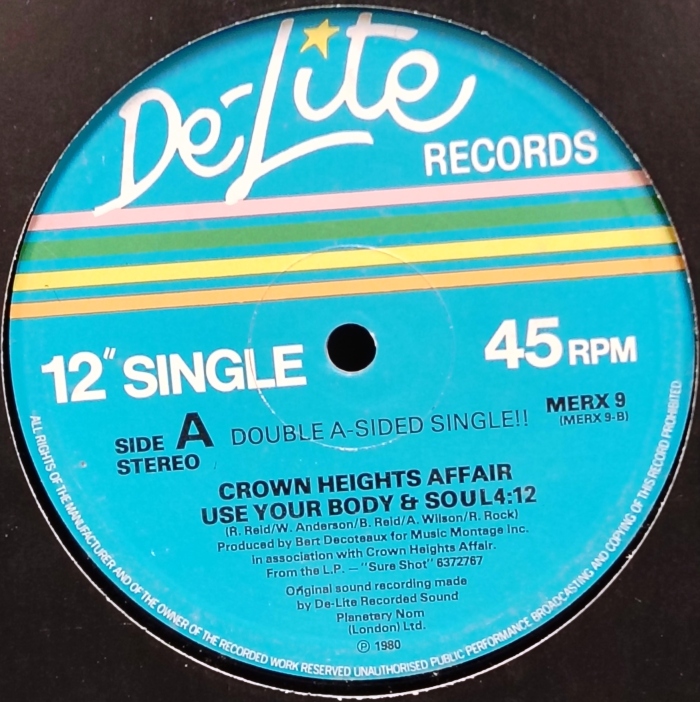 De-Lite
RECORDS
12" SINGLE
45 RPM
SIDE A
STEREO
DOUBLE A-SIDED SINGLE!!
MERX 9
(MERX 9-B)
CROWN HEIGHTS AFFAIR
USE YOUR BODY & SOUL 4:12
(R. Reid/W. Anderson/B. Reid/A. Wilson/R. Rock)
Produced by Bert Decoteaux for Music Montage Inc.
in association with Crown Heights Affair.
From the L.P. — "Sure Shot" 6372767
Original sound recording made
by De-Lite Recorded Sound
Planetary Nom
(London) Ltd.
℗ 1980
ALL RIGHTS OF THE MANUFACTURER AND OF THE OWNER OF THE RECORDED WORK RESERVED UNAUTHORISED PUBLIC PERFORMANCE BROADCASTING AND COPYING OF THIS RECORD PROHIBITED